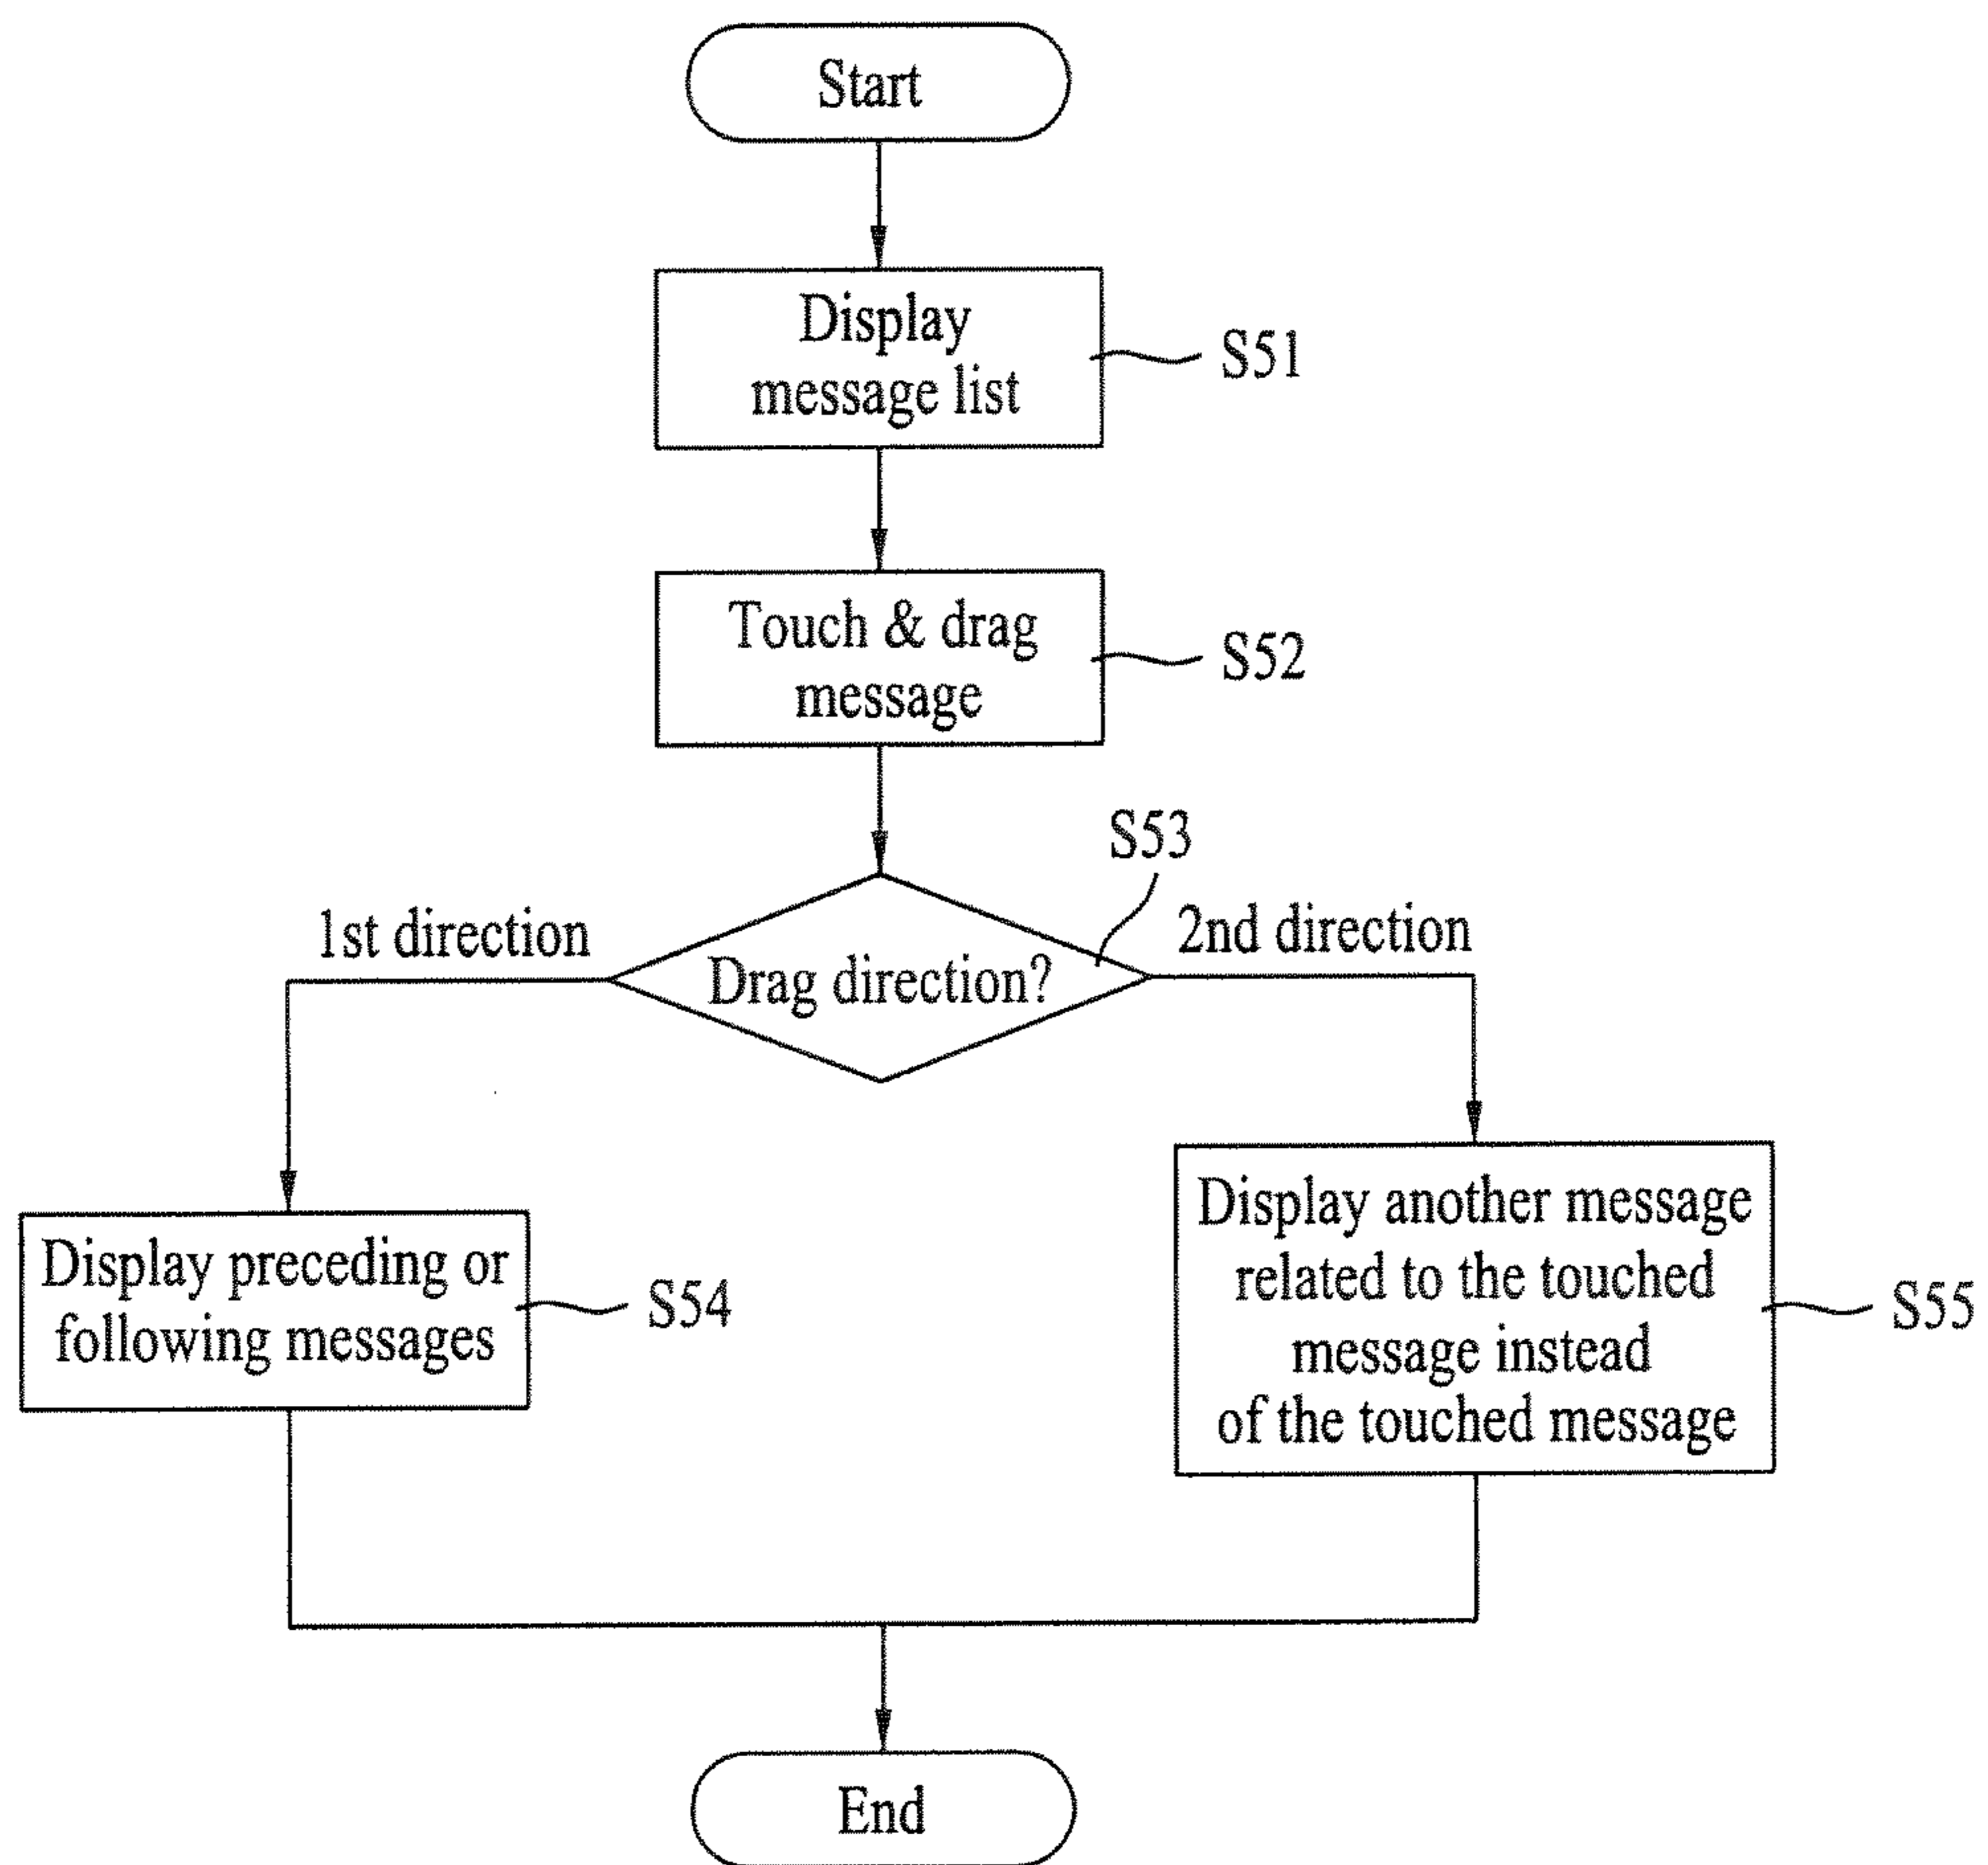 Start
Display
message list
S51
Touch & drag
message
S52
S53
1st direction
Drag direction?
2nd direction
Display preceding or
following messages
S54
Display another message
related to the touched
message instead
of the touched message
S55
End